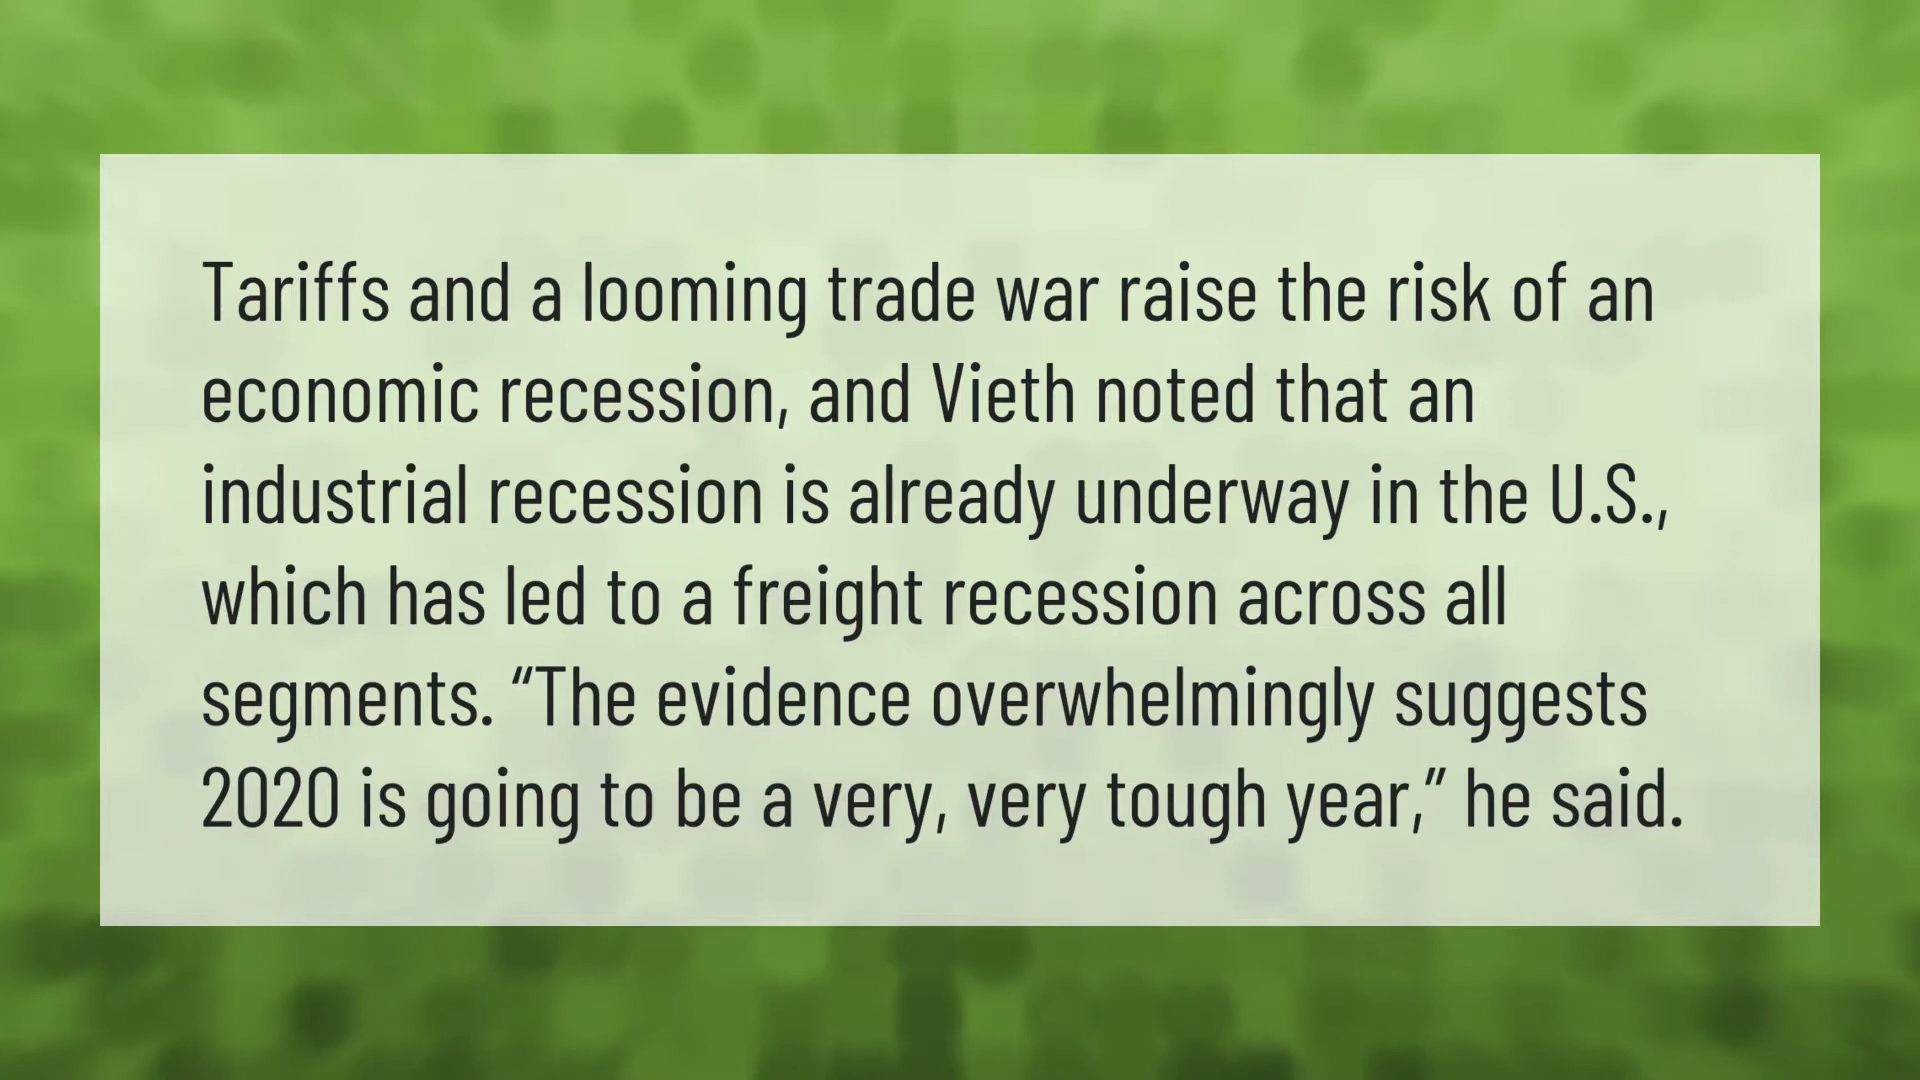 Tariffs and a looming trade war raise the risk of an
economic recession, and Vieth noted that an
industrial recession is already underway in the U.S.,
which has led to a freight recession across all
segments. “The evidence overwhelmingly suggests
2020 is going to be a very, very tough year,” he said.